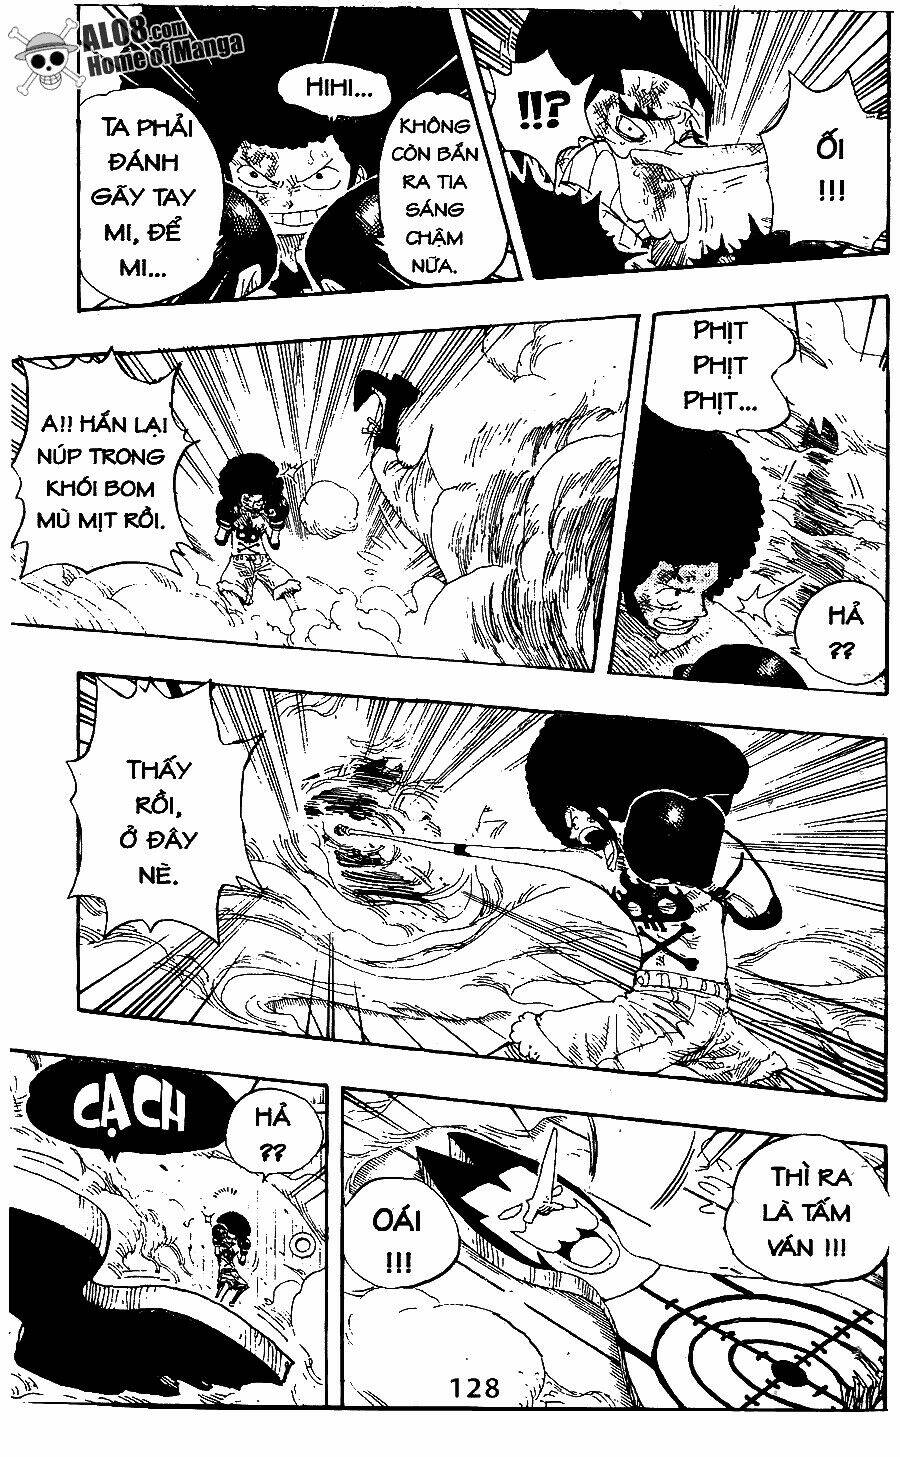 AL08.com
Home of Manga
!!?
ỐI
!!!
HIHI...
KHÔNG
CÒN BẮN
RA TIA
SÁNG
CHẬM
NỮA.
TA PHẢI
ĐÁNH
GÃY TAY
MI, ĐỂ
MI...
PHỊT
PHỊT
PHỊT...
HẢ
??
A!! HẮN LẠI
NÚP TRONG
KHÓI BOM
MÙ MỊT RỒI.
THẤY
RỒI,
Ở ĐÂY
NÈ.
THÌ RA
LÀ TẤM
VÁN !!!
OÁI
!!!
HẢ
??
CẠCH
128